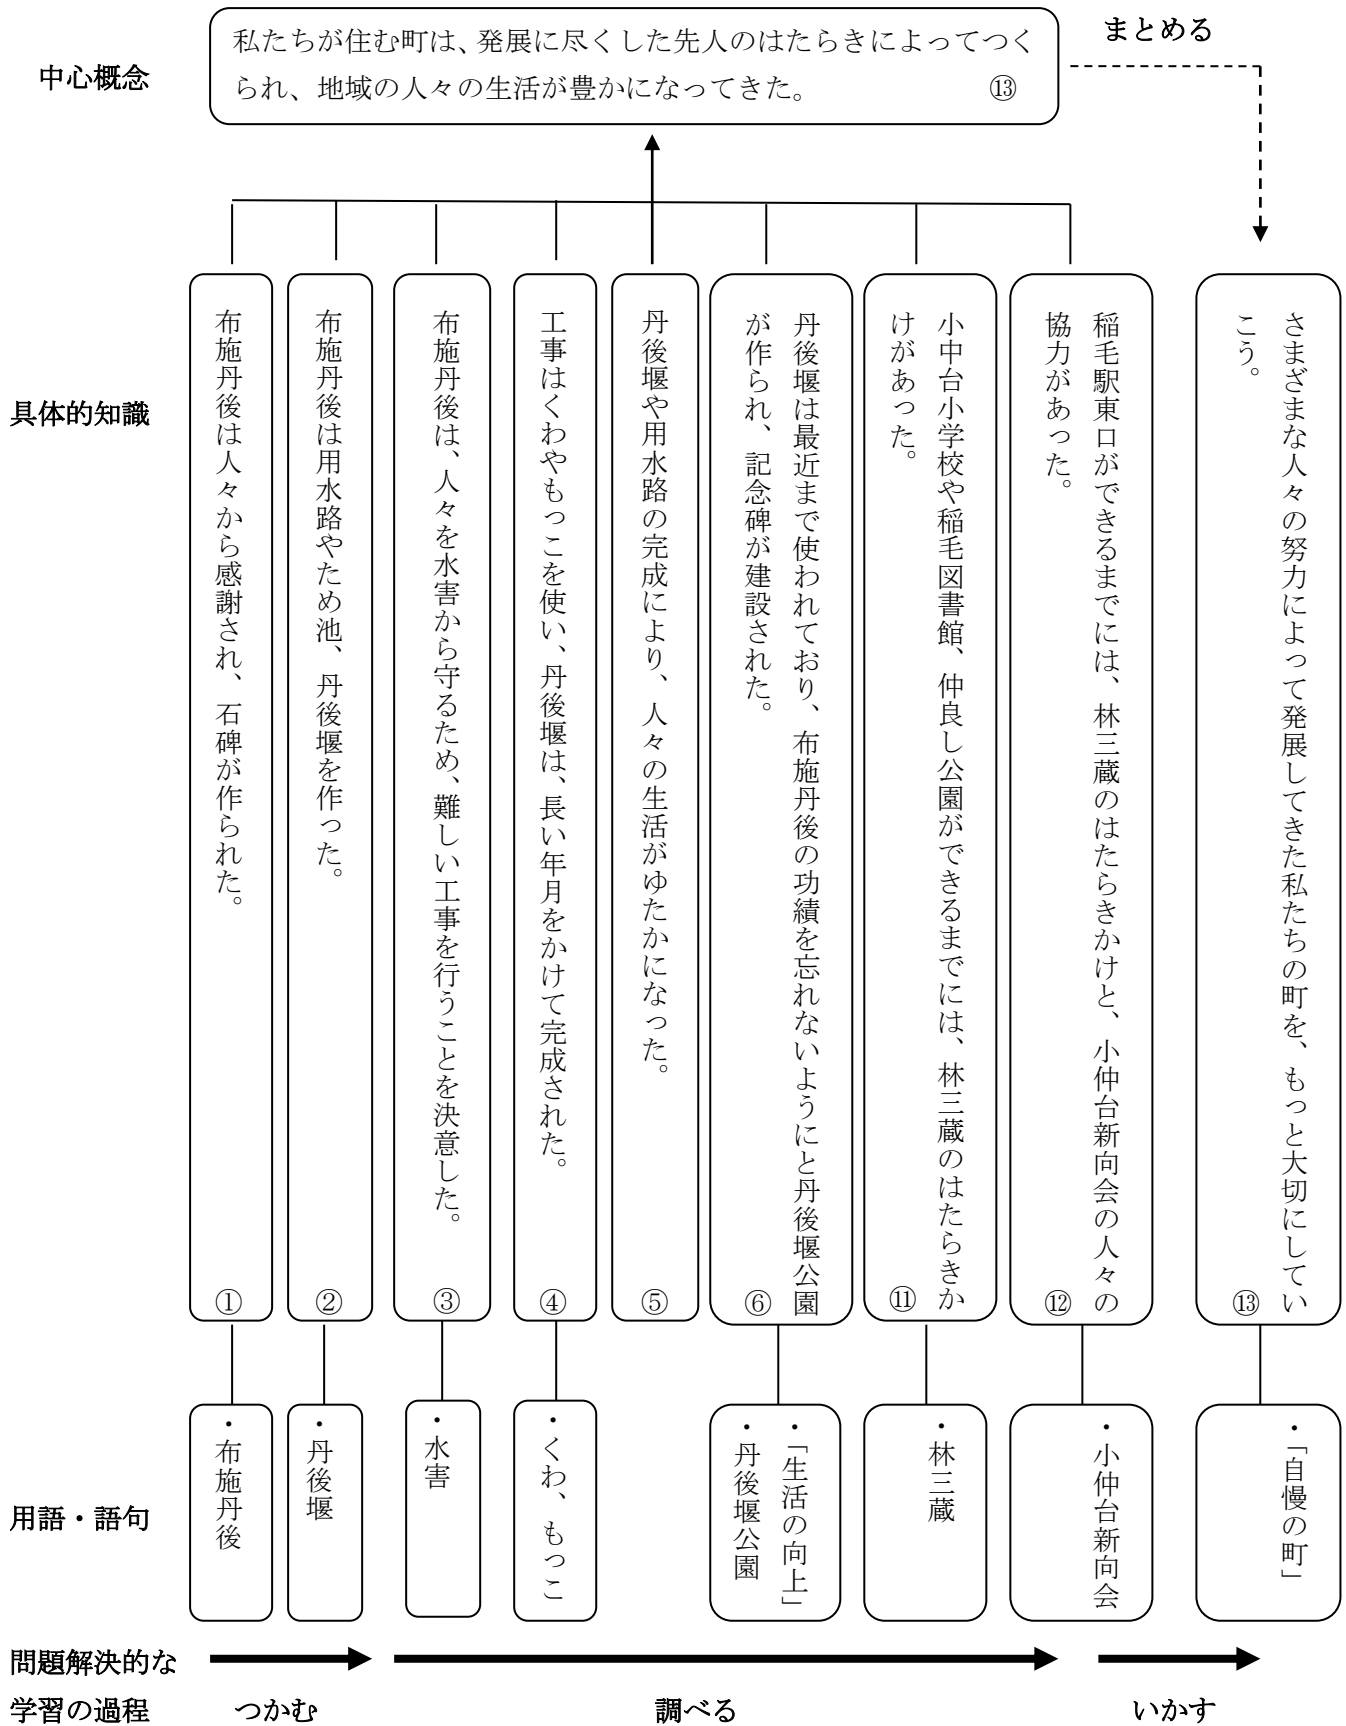 まとめる
中心概念
私たちが住む町は、発展に尽くした先人のはたらきによってつく
られ、地域の人々の生活が豊かになってきた。 ⑬
具体的知識
布施丹後は人々から感謝され、石碑が作られた。 ①
布施丹後は用水路やため池、丹後堰を作った。 ②
布施丹後は、人々を水害から守るため、難しい工事を行うことを決意した。 ③
工事はくわやもっこを使い、丹後堰は、長い年月をかけて完成された。 ④
丹後堰や用水路の完成により、人々の生活がゆたかになった。 ⑤
丹後堰は最近まで使われており、布施丹後の功績を忘れないようにと丹後堰公園
が作られ、記念碑が建設された。 ⑥
小中台小学校や稲毛図書館、仲良し公園ができるまでには、林三蔵のはたらきか
けがあった。 ⑪
稲毛駅東口ができるまでには、林三蔵のはたらきかけと、小仲台新向会の人々の
協力があった。 ⑫
さまざまな人々の努力によって発展してきた私たちの町を、もっと大切にしてい
こう。 ⑬
用語・語句
・布施丹後
・丹後堰
・水害
・くわ、もっこ
・「生活の向上」
・丹後堰公園
・林三蔵
・小仲台新向会
・「自慢の町」
問題解決的な
学習の過程
つかむ
調べる
いかす